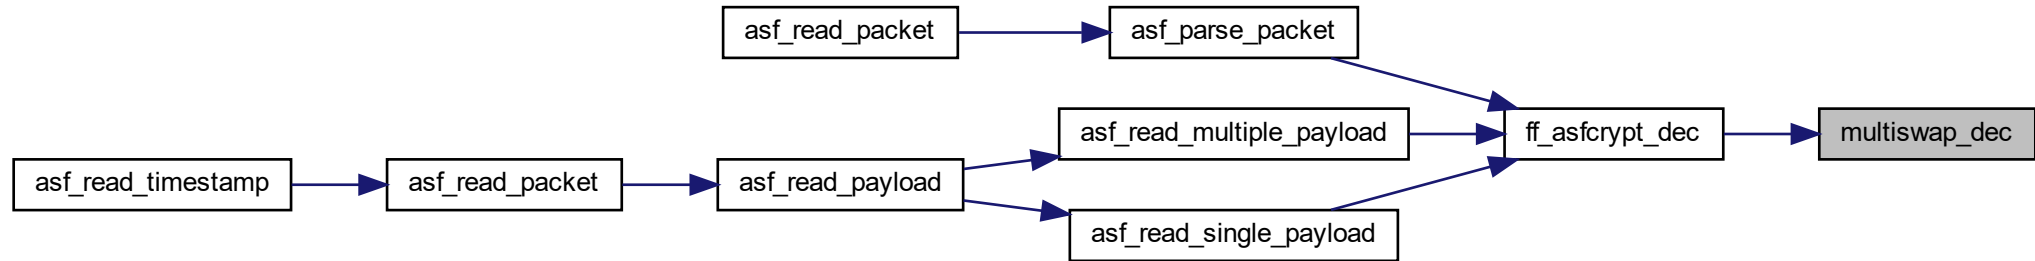 asf_read_packet
asf_parse_packet
asf_read_multiple_payload
ff_asfcrypt_dec
multiswap_dec
asf_read_timestamp
asf_read_packet
asf_read_payload
asf_read_single_payload